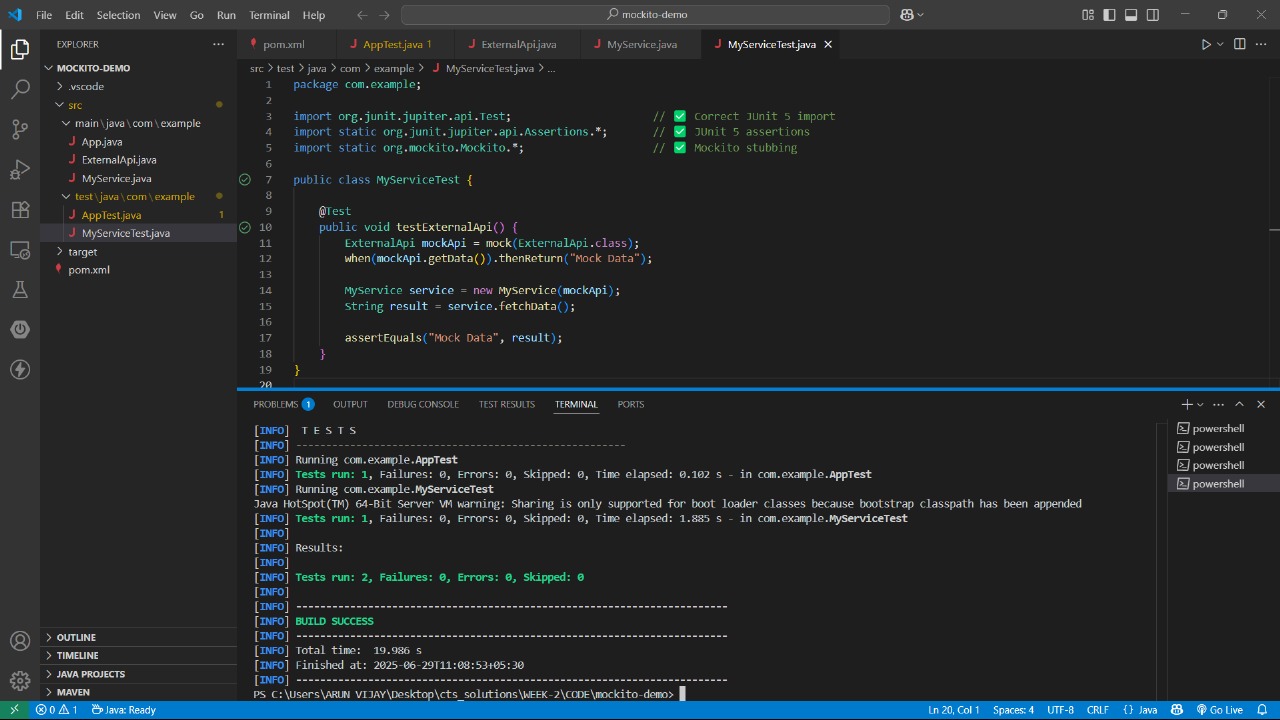 File Edit Selection View Go Run Terminal Help
mockito-demo
EXPLORER
MOCKITO-DEMO
.vscode
src
main\java\com\example
App.java
ExternalApi.java
MyService.java
test\java\com\example
AppTest.java 1
MyServiceTest.java
target
pom.xml
OUTLINE
TIMELINE
JAVA PROJECTS
MAVEN
pom.xml AppTest.java 1 ExternalApi.java MyService.java MyServiceTest.java
src > test > java > com > example > MyServiceTest.java > ...
1 package com.example;
2
3 import org.junit.jupiter.api.Test; // ✅ Correct JUnit 5 import
4 import static org.junit.jupiter.api.Assertions.*; // ✅ JUnit 5 assertions
5 import static org.mockito.Mockito.*; // ✅ Mockito stubbing
6
7 public class MyServiceTest {
8
9 @Test
10 public void testExternalApi() {
11 ExternalApi mockApi = mock(ExternalApi.class);
12 when(mockApi.getData()).thenReturn("Mock Data");
13
14 MyService service = new MyService(mockApi);
15 String result = service.fetchData();
16
17 assertEquals("Mock Data", result);
18 }
19 }
20
PROBLEMS 1 OUTPUT DEBUG CONSOLE TEST RESULTS TERMINAL PORTS
[INFO] T E S T S
[INFO] -------------------------------------------------------
[INFO] Running com.example.AppTest
[INFO] Tests run: 1, Failures: 0, Errors: 0, Skipped: 0, Time elapsed: 0.102 s - in com.example.AppTest
[INFO] Running com.example.MyServiceTest
Java HotSpot(TM) 64-Bit Server VM warning: Sharing is only supported for boot loader classes because bootstrap classpath has been appended
[INFO] Tests run: 1, Failures: 0, Errors: 0, Skipped: 0, Time elapsed: 1.885 s - in com.example.MyServiceTest
[INFO]
[INFO] Results:
[INFO]
[INFO] Tests run: 2, Failures: 0, Errors: 0, Skipped: 0
[INFO]
[INFO] ------------------------------------------------------------------------
[INFO] BUILD SUCCESS
[INFO] ------------------------------------------------------------------------
[INFO] Total time:  19.986 s
[INFO] Finished at: 2025-06-29T11:08:53+05:30
[INFO] ------------------------------------------------------------------------
PS C:\Users\ARUN VIJAY\Desktop\cts_solutions\WEEK-2\CODE\mockito-demo>
powershell
powershell
powershell
powershell
0 1 Java: Ready Ln 20, Col 1 Spaces: 4 UTF-8 CRLF {} Java Go Live